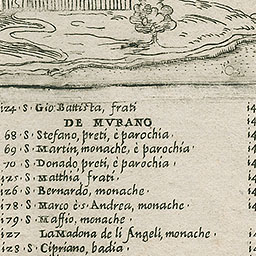 124 · S · Gio Battista, frati
DE MVRANO
68 · S · Stefano, preti, è parochia ·
69 · S · Martin, monache, è parochia ·
70 · S · Donado, preti, è parochia ·
125 · S · Matthia, frati ·
126 · S · Bernardo, monache ·
178 · S · Marco è · s · Andrea, monache ·
179 · S · Maffio, monache ·
127 LaMadona de li Angeli, monache ·
128 · S · Cipriano, badia ·